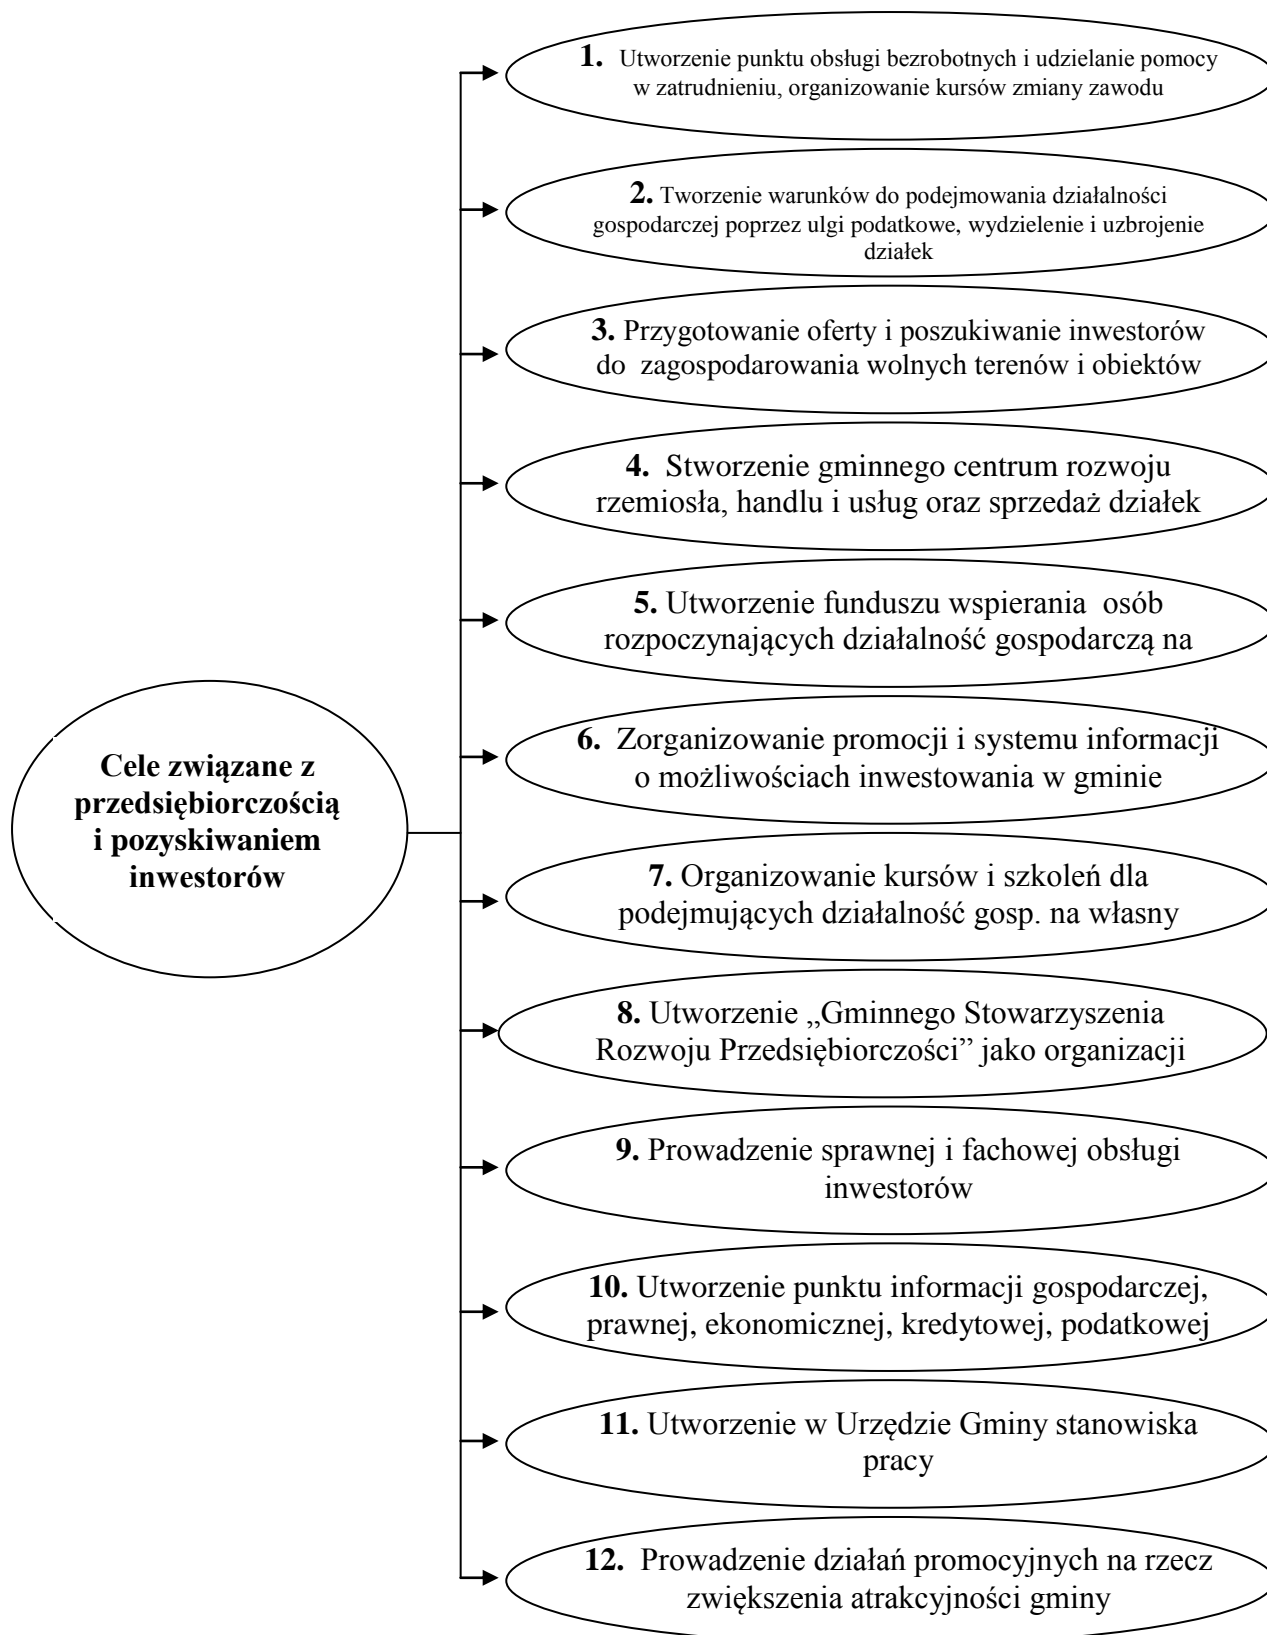 1. Utworzenie punktu obsługi bezrobotnych i udzielanie pomocy
w zatrudnieniu, organizowanie kursów zmiany zawodu
2. Tworzenie warunków do podejmowania działalności
gospodarczej poprzez ulgi podatkowe, wydzielenie i uzbrojenie
działek
3. Przygotowanie oferty i poszukiwanie inwestorów
do zagospodarowania wolnych terenów i obiektów
4. Stworzenie gminnego centrum rozwoju
rzemiosła, handlu i usług oraz sprzedaż działek
5. Utworzenie funduszu wspierania osób
rozpoczynających działalność gospodarczą na
Cele związane z
przedsiębiorczością
i pozyskiwaniem
inwestorów
6. Zorganizowanie promocji i systemu informacji
o możliwościach inwestowania w gminie
7. Organizowanie kursów i szkoleń dla
podejmujących działalność gosp. na własny
8. Utworzenie „Gminnego Stowarzyszenia
Rozwoju Przedsiębiorczości” jako organizacji
9. Prowadzenie sprawnej i fachowej obsługi
inwestorów
10. Utworzenie punktu informacji gospodarczej,
prawnej, ekonomicznej, kredytowej, podatkowej
11. Utworzenie w Urzędzie Gminy stanowiska
pracy
12. Prowadzenie działań promocyjnych na rzecz
zwiększenia atrakcyjności gminy